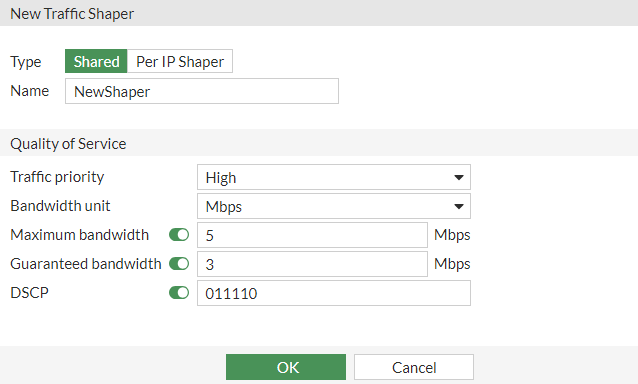 New Traffic Shaper
Type Shared Per IP Shaper
Name NewShaper
Quality of Service
Traffic priority High
Bandwidth unit Mbps
Maximum bandwidth 5 Mbps
Guaranteed bandwidth 3 Mbps
DSCP 011110
OK Cancel